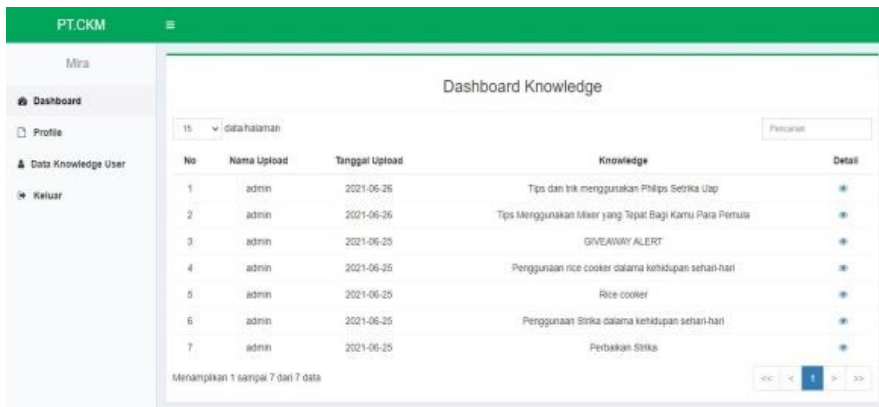 PT.CKM
Mira
Dashboard
Profile
Data Knowledge User
Keluar
Dashboard Knowledge
15 data/halaman
Pencarian
No Nama Upload Tanggal Upload Knowledge Detail
1 admin 2021-06-26 Tips dan trik menggunakan Philips Setrika Uap
2 admin 2021-06-26 Tips Menggunakan Mixer yang Tepat Bagi Kamu Para Pemula
3 admin 2021-06-25 GIVEAWAY ALERT
4 admin 2021-06-25 Penggunaan rice cooker dalama kehidupan sehari-hari
5 admin 2021-06-25 Rice cooker
6 admin 2021-06-25 Penggunaan Strika dalama kehidupan sehari-hari
7 admin 2021-06-25 Perbaikan Strika
Menampilkan 1 sampai 7 dari 7 data
<< < 1 > >>